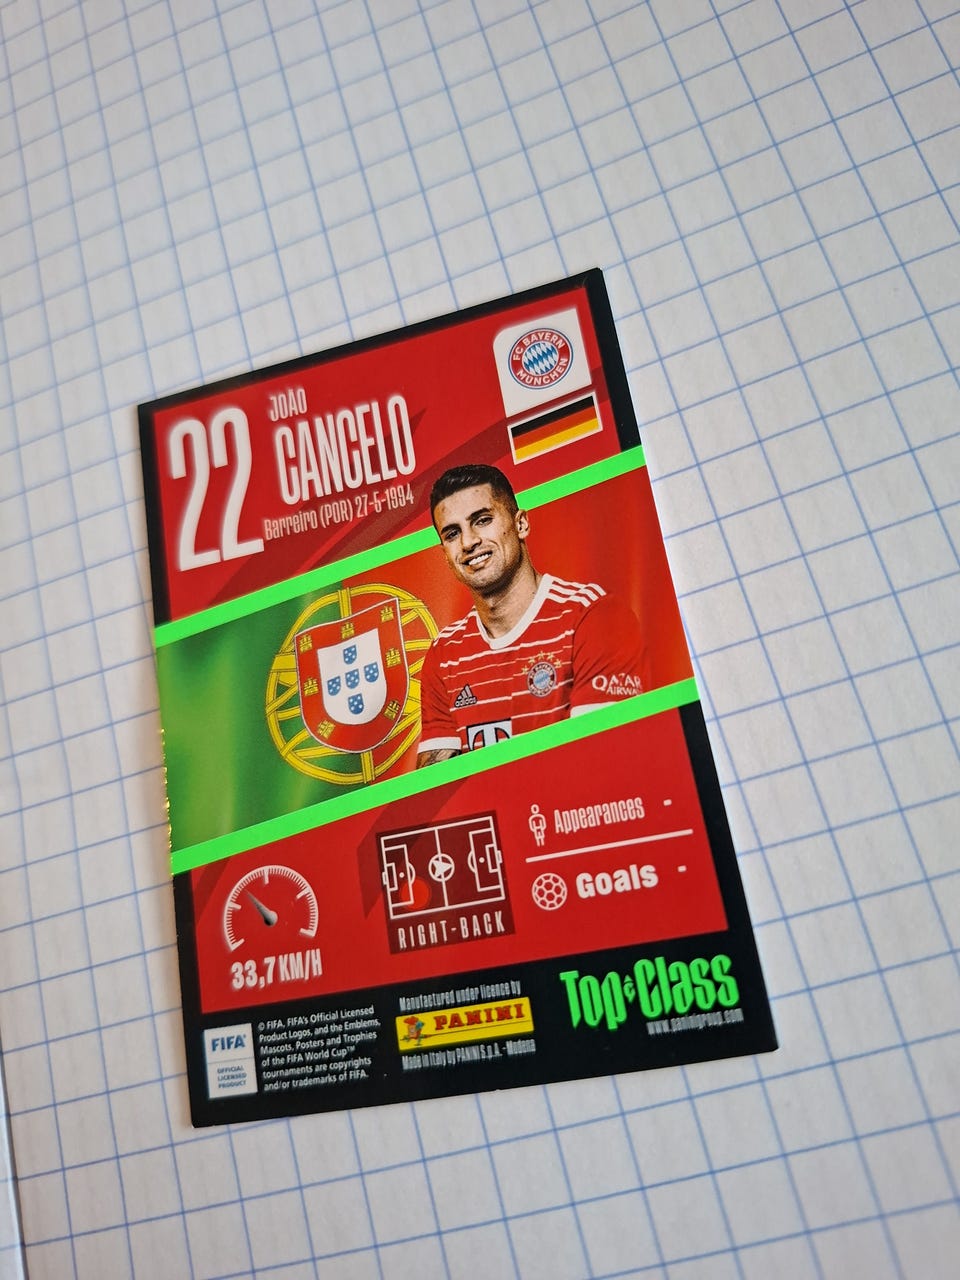 22
JOÃO
CANCELO
Barreiro (POR) 27-5-1994
FC BAYERN
MÜNCHEN
adidas
QATAR
AIRWAYS
T
33,7 KM/H
RIGHT-BACK
Appearances -
Goals -
FIFA®
OFFICIAL
LICENSED
PRODUCT
© FIFA, FIFA's Official Licensed
Product Logos, and the Emblems,
Mascots, Posters and Trophies
of the FIFA World Cup™
tournaments are copyrights
and/or trademarks of FIFA.
Manufactured under licence by
PANINI
Made in Italy by PANINI S.p.A. - Modena
Top Class
www.paninigroup.com